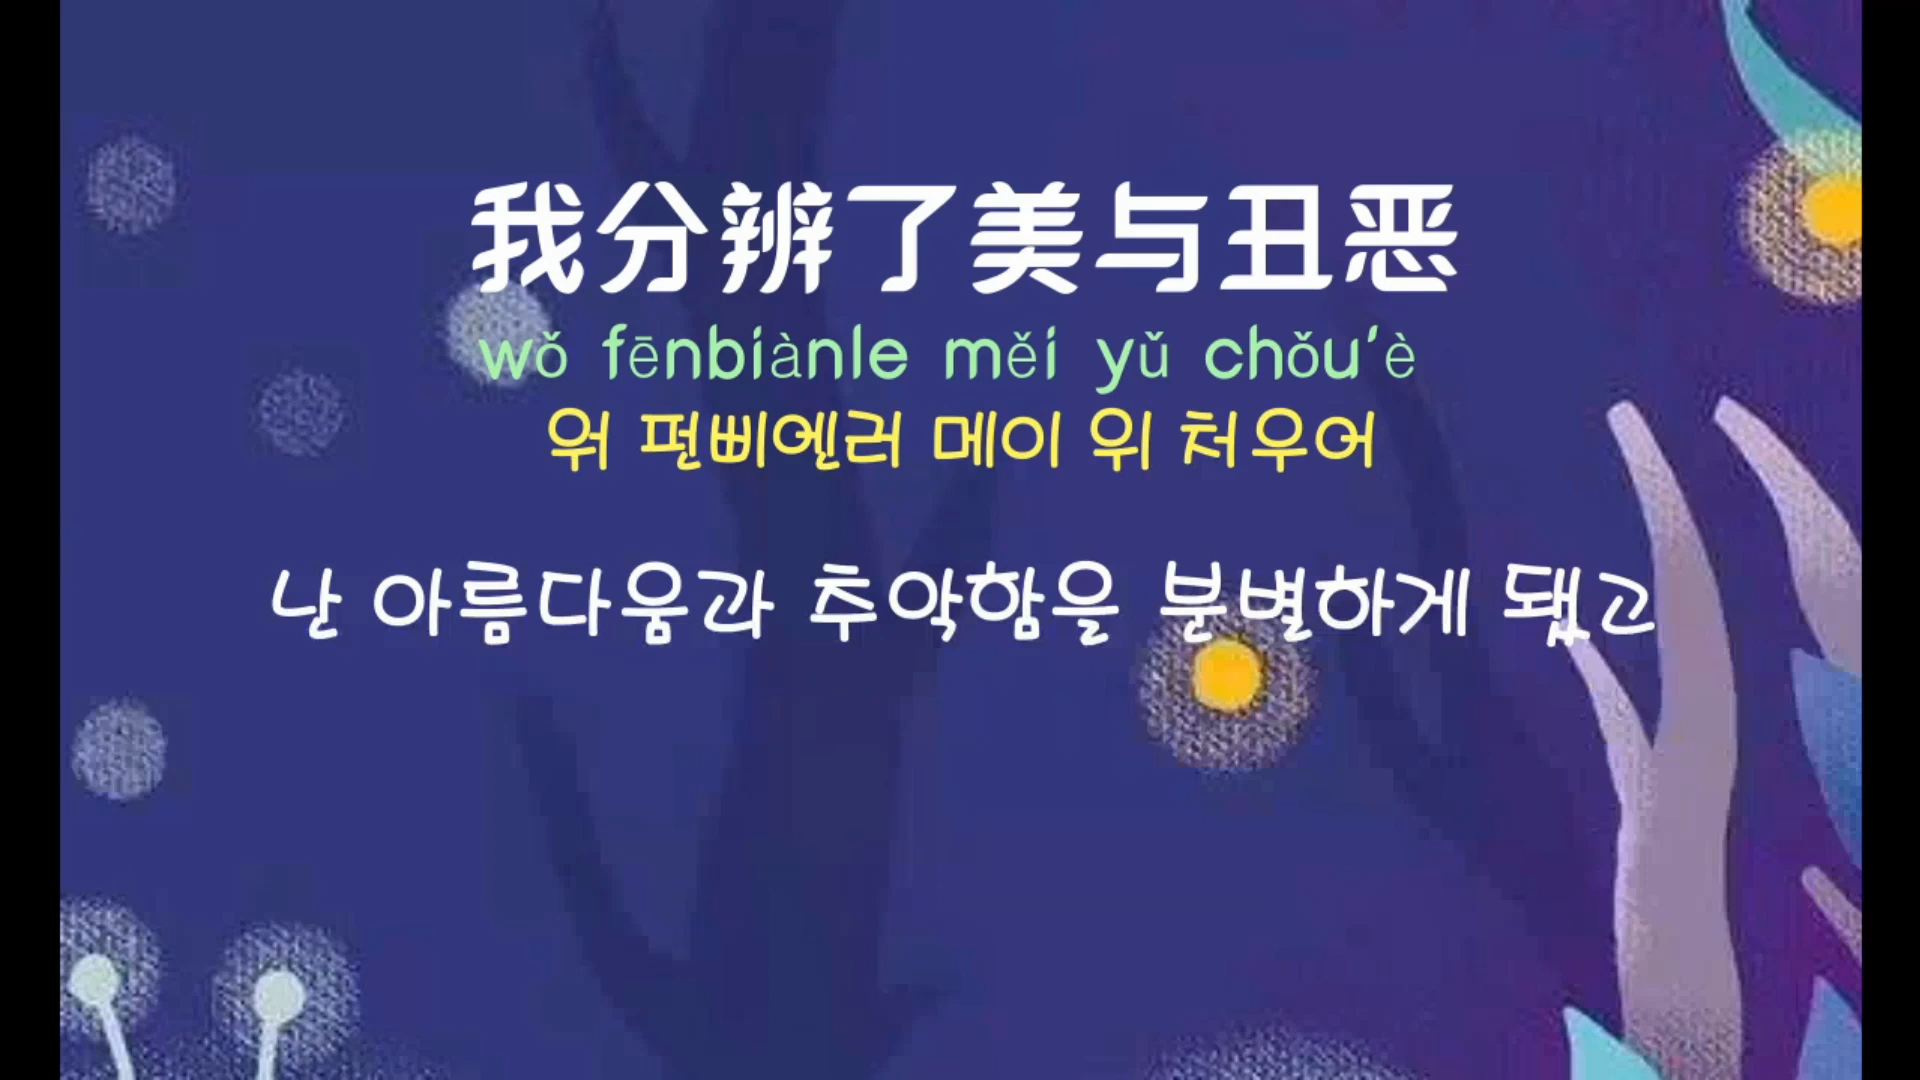 我分辨了美与丑恶
wǒ fēnbiànle měi yǔ chǒu'è
워 펀삐엔러 메이 위 처우어
난 아름다움과 추악함을 분별하게 됐고